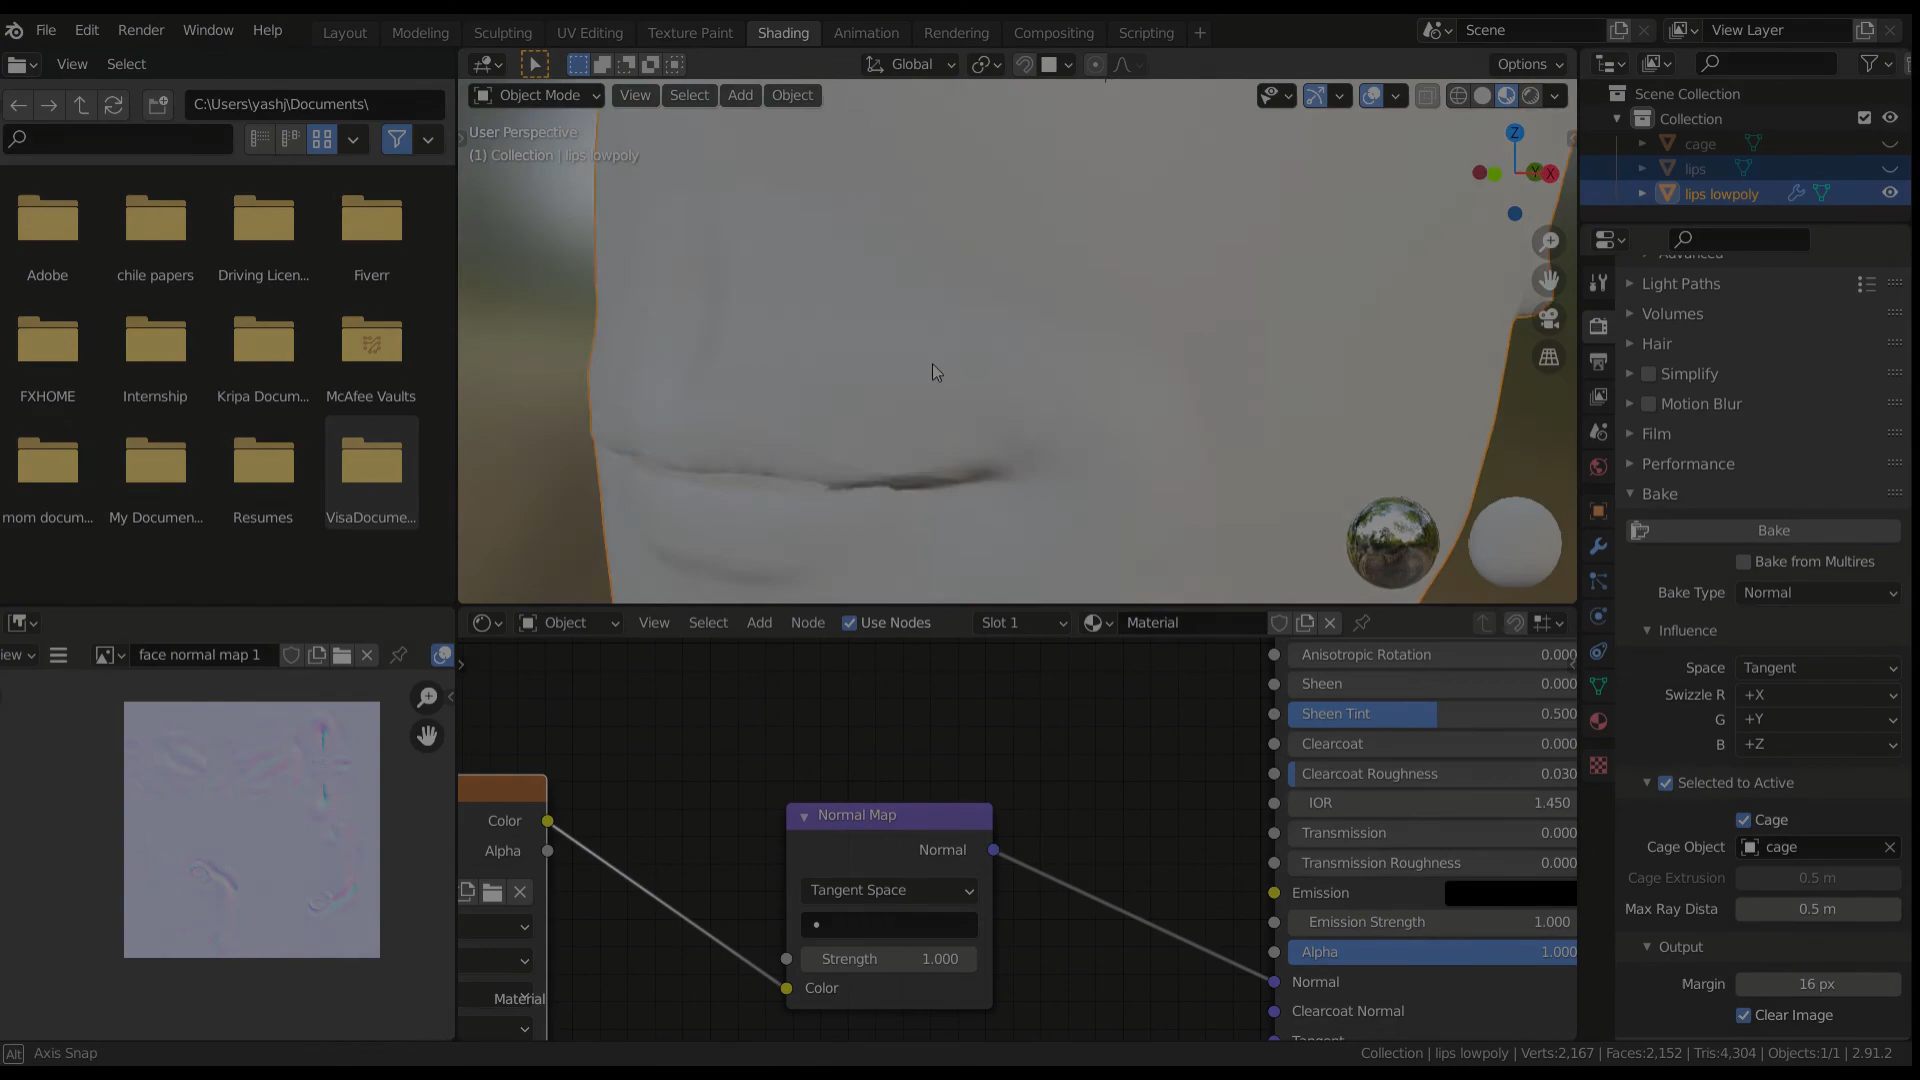 File Edit Render Window Help
Layout Modeling Sculpting UV Editing Texture Paint Shading Animation Rendering Compositing Scripting +
Scene
View Layer
View Select
Global
Options
C:\Users\yashj\Documents\
Object Mode View Select Add Object
User Perspective
(1) Collection | lips lowpoly
Z
Y
X
Adobe
chile papers
Driving Licen...
Fiverr
FXHOME
Internship
Kripa Docum...
McAfee Vaults
mom docum...
My Documen...
Resumes
VisaDocume...
Scene Collection
Collection
cage
lips
lips lowpoly
Advanced
Light Paths
Volumes
Hair
Simplify
Motion Blur
Film
Performance
Bake
Bake
Bake from Multires
Bake Type Normal
Influence
Space Tangent
Swizzle R +X
G +Y
B +Z
Selected to Active
Cage
Cage Object cage
Cage Extrusion 0.5 m
Max Ray Dista 0.5 m
Output
Margin 16 px
Clear Image
iew
face normal map 1
Object View Select Add Node Use Nodes Slot 1 Material
Color
Alpha
Material
Normal Map
Normal
Tangent Space
Strength 1.000
Color
Anisotropic Rotation 0.000
Sheen 0.000
Sheen Tint 0.500
Clearcoat 0.000
Clearcoat Roughness 0.030
IOR 1.450
Transmission 0.000
Transmission Roughness 0.000
Emission
Emission Strength 1.000
Alpha 1.000
Normal
Clearcoat Normal
Tangent
Alt Axis Snap
Collection | lips lowpoly | Verts:2,167 | Faces:2,152 | Tris:4,304 | Objects:1/1 | 2.91.2